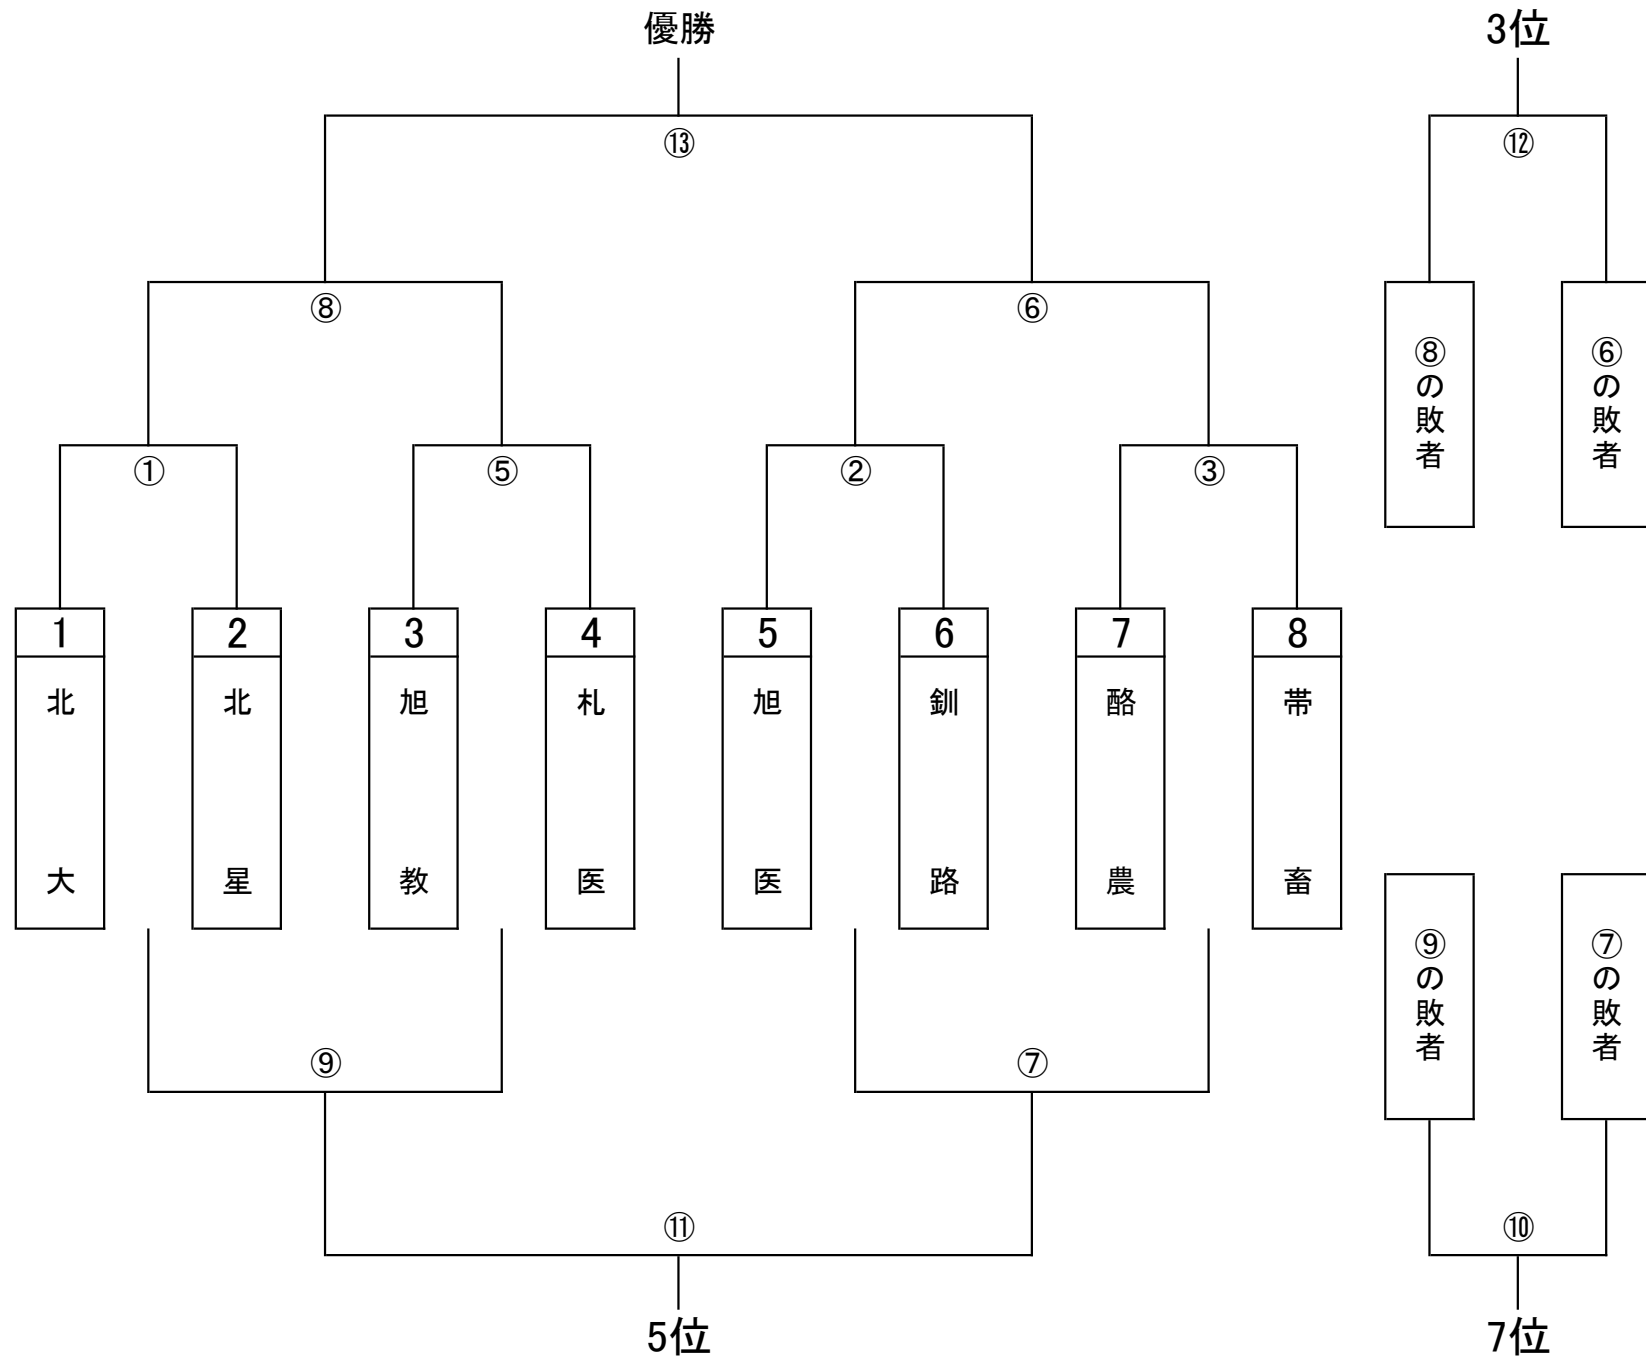 優勝
3位
⑬
⑫
⑧
⑥
⑧の敗者
⑥の敗者
①
⑤
②
③
1
2
3
4
5
6
7
8
北大
北星
旭教
札医
旭医
釧路
酪農
帯畜
⑨の敗者
⑦の敗者
⑨
⑦
⑪
⑩
5位
7位